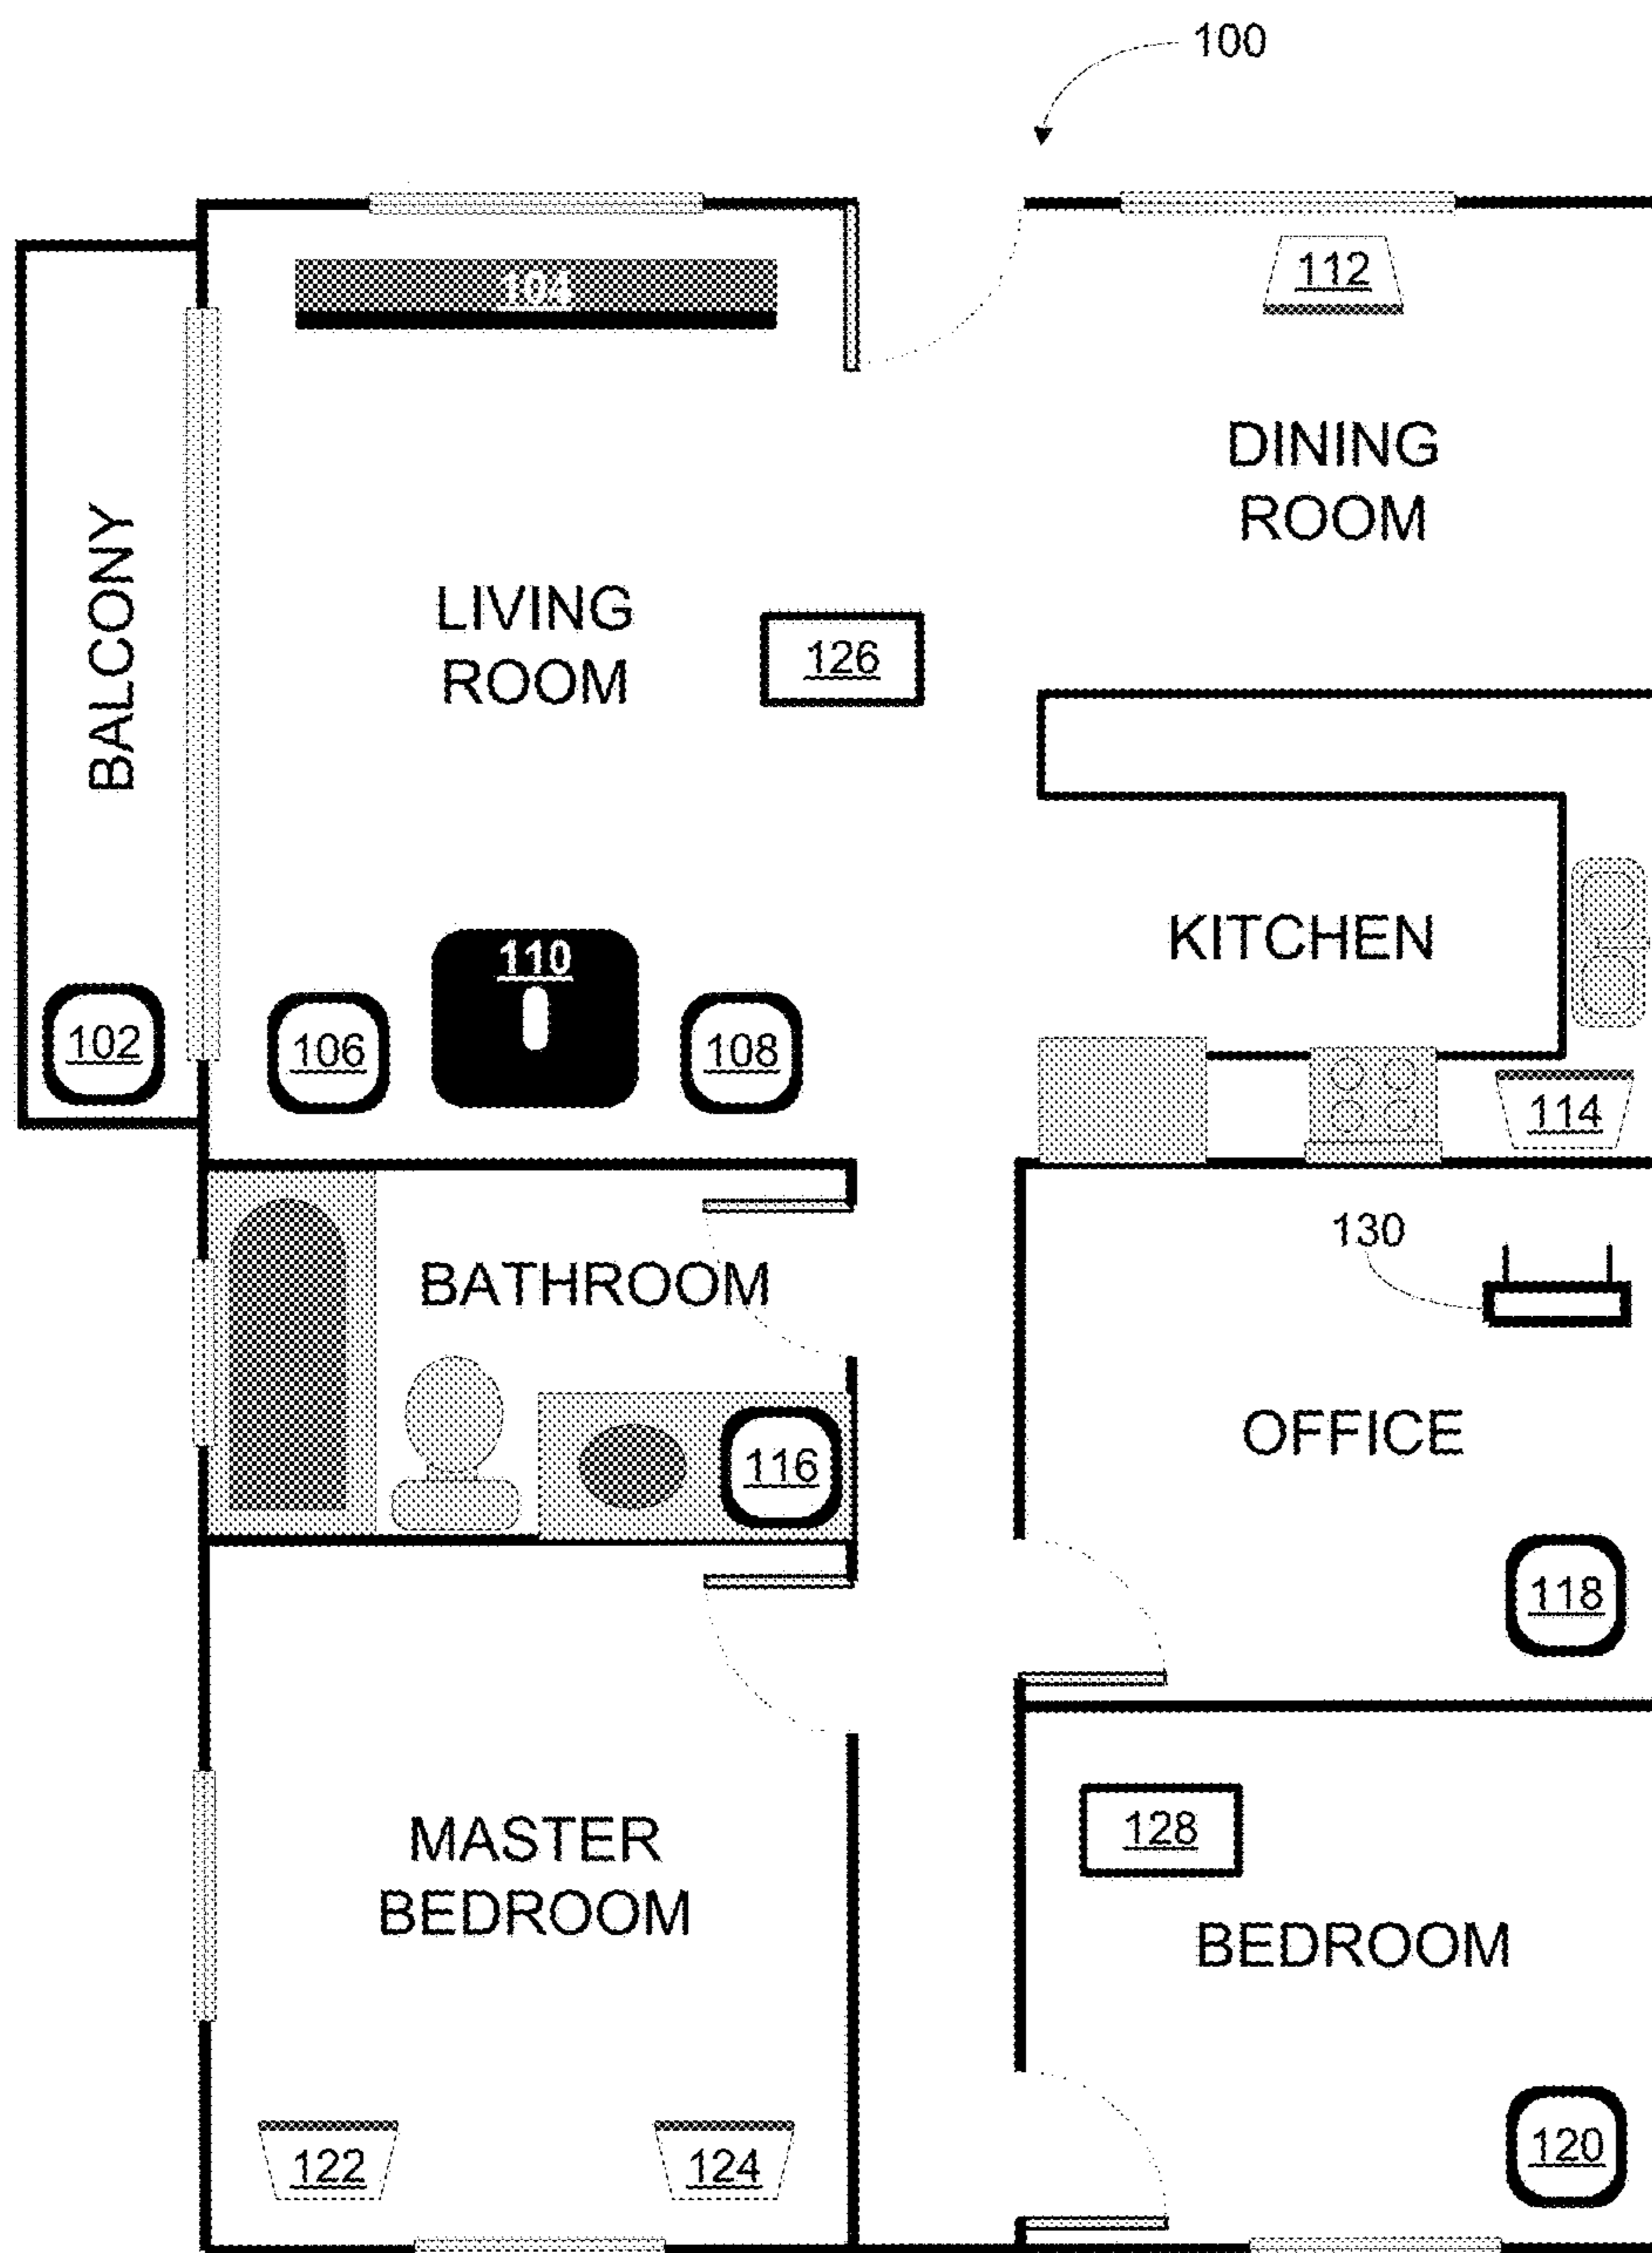 100
104
112
DINING
ROOM
BALCONY
LIVING
ROOM
126
KITCHEN
110
102
106
108
114
BATHROOM
130
OFFICE
116
118
MASTER
BEDROOM
128
BEDROOM
122
124
120